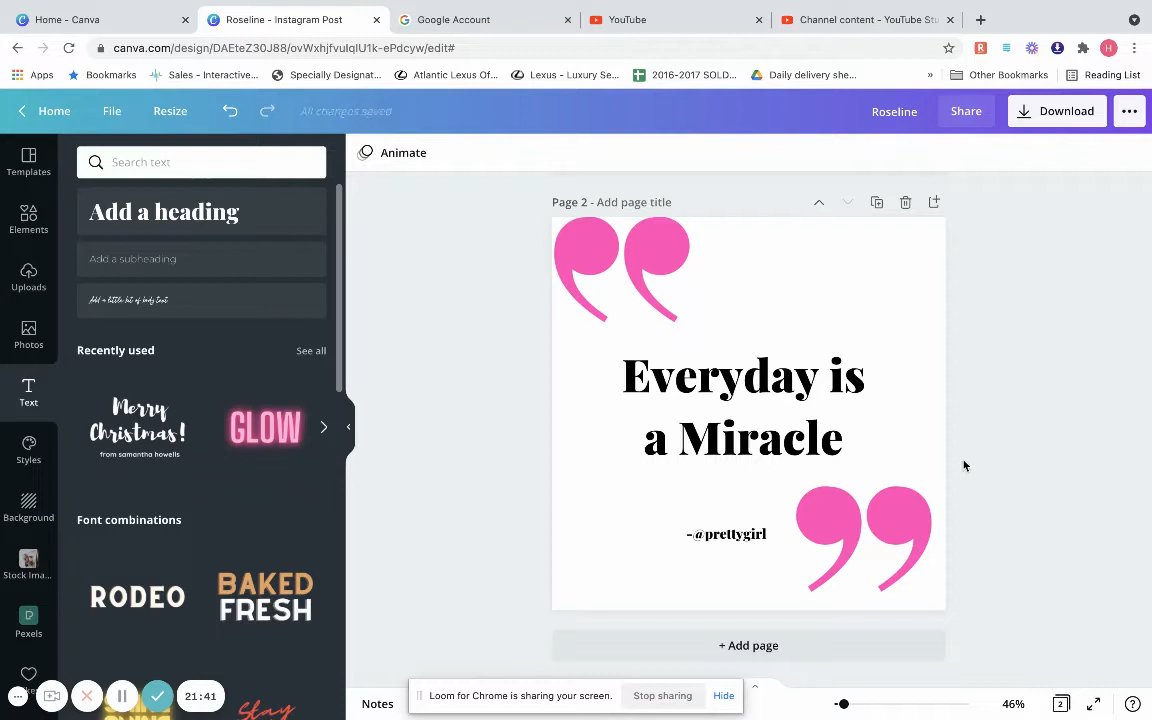 Home - Canva
Roseline - Instagram Post
Google Account
YouTube
Channel content - YouTube Stu
canva.com/design/DAEteZ30J88/ovWxhjfvuIqIU1k-ePdcyw/edit#
Apps
Bookmarks
Sales - Interactive...
Specially Designat...
Atlantic Lexus Of...
Lexus - Luxury Se...
2016-2017 SOLD...
Daily delivery she...
»
Other Bookmarks
Reading List
Home
File
Resize
All changes saved
Roseline
Share
Download
Templates
Elements
Uploads
Photos
Text
Styles
Background
Stock Ima...
Pexels
Search text
Add a heading
Add a subheading
Add a little bit of body text
Recently used
See all
Merry
Christmas!
from samantha howells
GLOW
Font combinations
RODEO
BAKED
FRESH
Stay
Animate
Page 2 - Add page title
Everyday is
a Miracle
-@prettygirl
+ Add page
21:41
Loom for Chrome is sharing your screen.
Stop sharing
Hide
Notes
46%
2